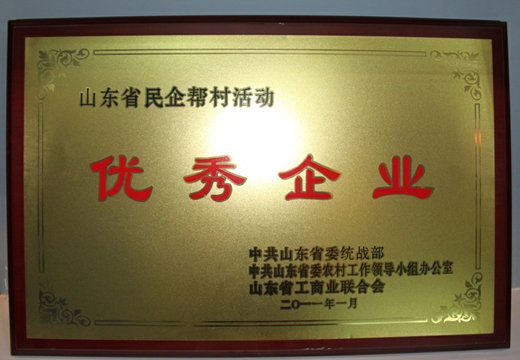 山东省民企帮村活动
优秀企业
中共山东省委统战部
中共山东省委农村工作领导小组办公室
山东省工商业联合会
二〇一一年一月